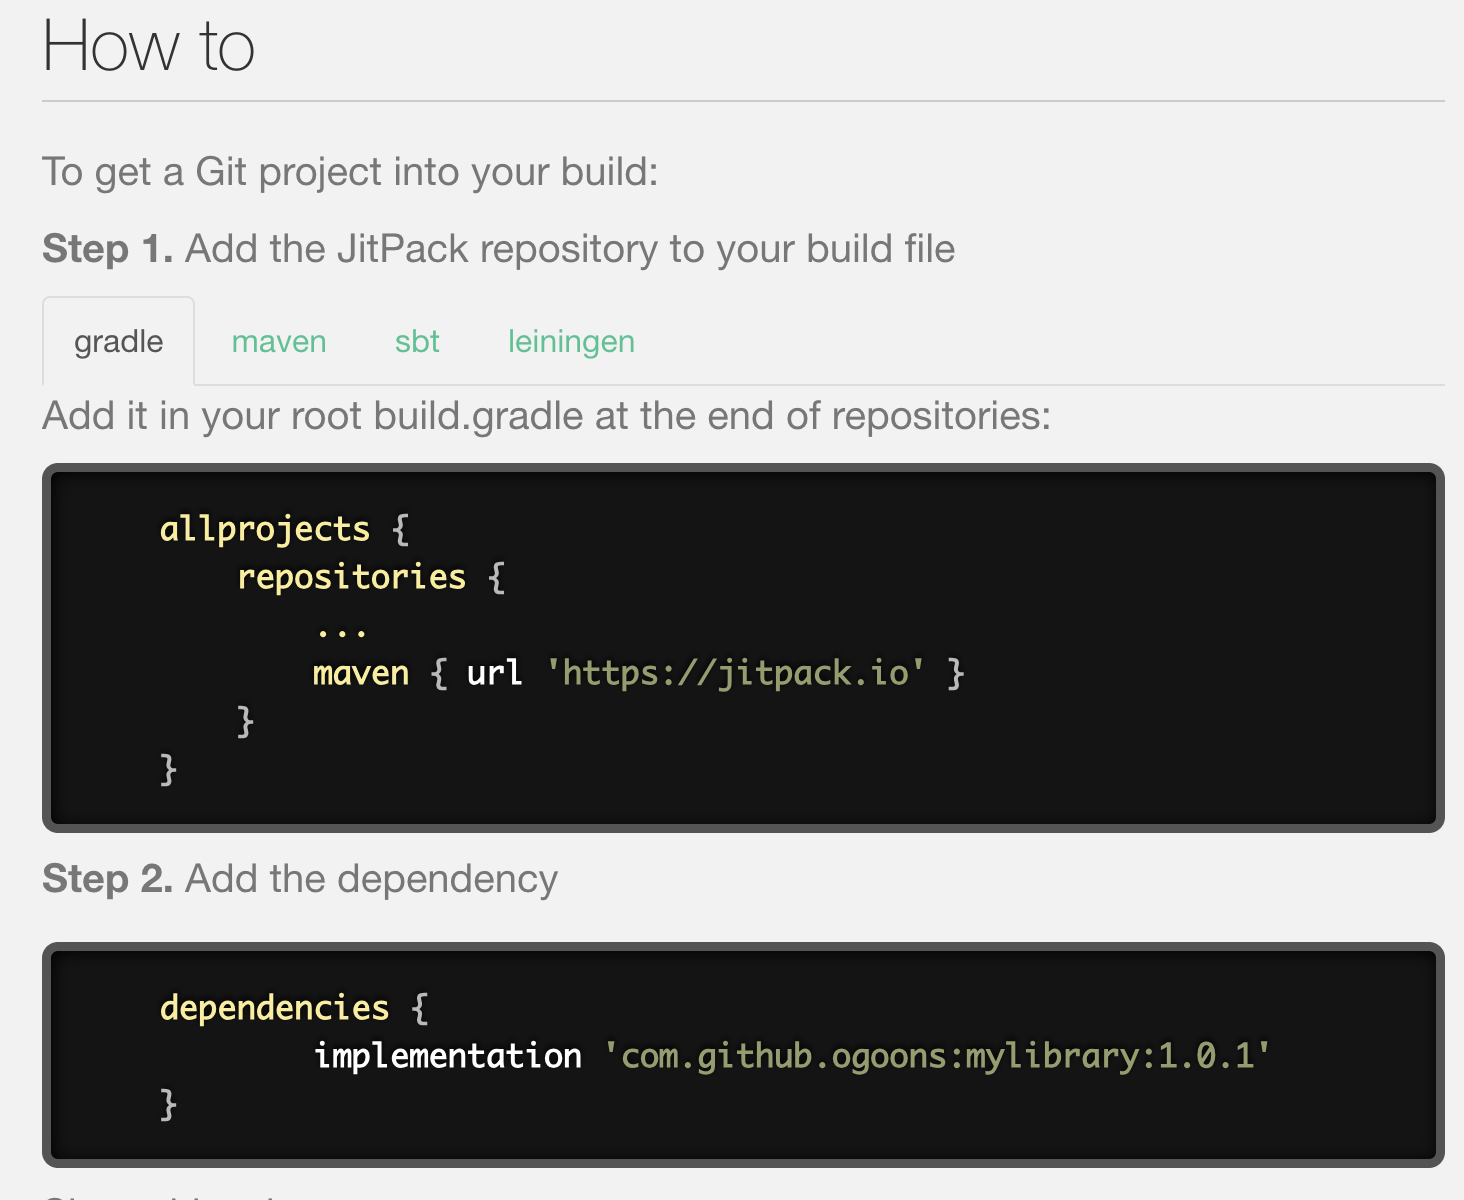 How to
To get a Git project into your build:
Step 1. Add the JitPack repository to your build file
gradle maven sbt leiningen
Add it in your root build.gradle at the end of repositories:
allprojects {
repositories {
...
maven { url 'https://jitpack.io' }
}
}
Step 2. Add the dependency
dependencies {
implementation 'com.github.ogoons:mylibrary:1.0.1'
}